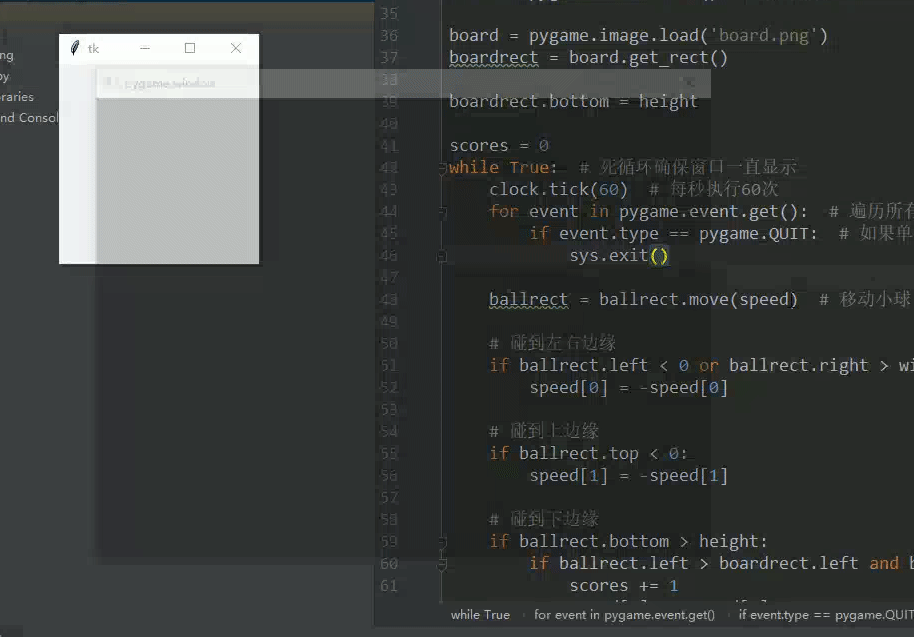 tk
pygame window
ng
py
raries
nd Consol
35
36 board = pygame.image.load('board.png')
37 boardrect = board.get_rect()
38
39 boardrect.bottom = height
40
41 scores = 0
42 while True:  # 死循环确保窗口一直显示
43 clock.tick(60)  # 每秒执行60次
44 for event in pygame.event.get():  # 遍历所有
45 if event.type == pygame.QUIT:  # 如果单
46 sys.exit()
47
48 ballrect = ballrect.move(speed)  # 移动小球
49
50 # 碰到左右边缘
51 if ballrect.left < 0 or ballrect.right > wi
52 speed[0] = -speed[0]
53
54 # 碰到上边缘
55 if ballrect.top < 0:
56 speed[1] = -speed[1]
57
58 # 碰到下边缘
59 if ballrect.bottom > height:
60 if ballrect.left > boardrect.left and b
61 scores += 1
while True for event in pygame.event.get() if event.type == pygame.QUIT